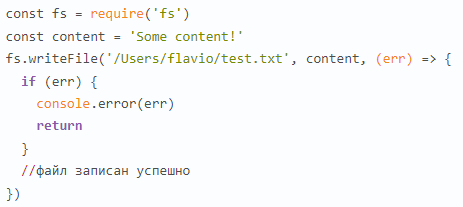 const fs = require('fs')
const content = 'Some content!'
fs.writeFile('/Users/flavio/test.txt', content, (err) => {
  if (err) {
    console.error(err)
    return
  }
  //файл записан успешно
})